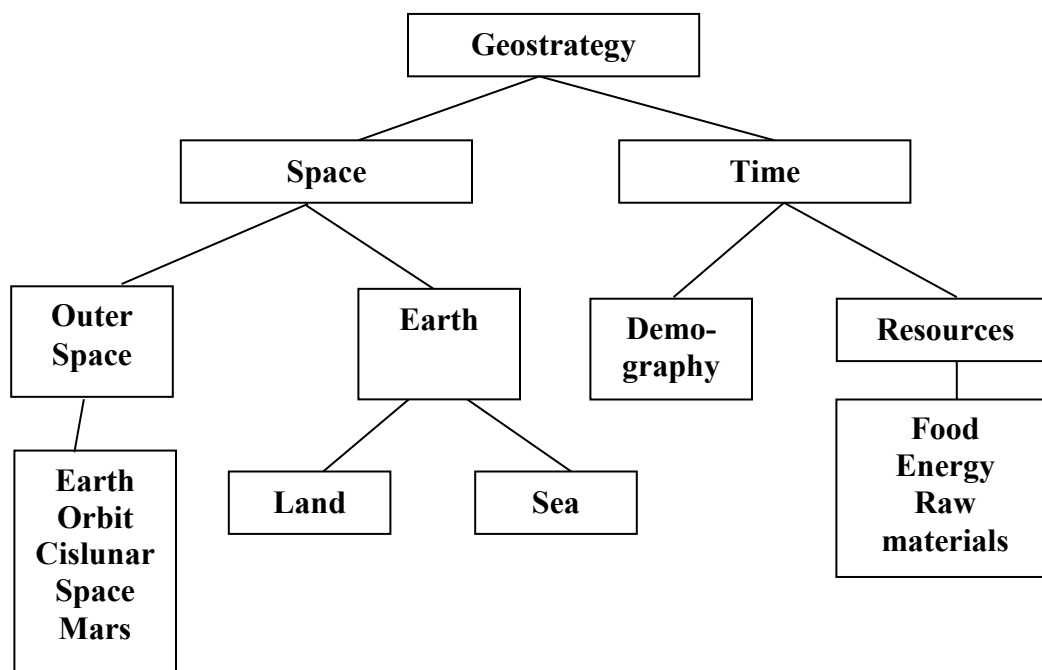 Geostrategy
Space
Time
Outer
Space
Earth
Demo-
graphy
Resources
Earth
Orbit
Cislunar
Space
Mars
Land
Sea
Food
Energy
Raw
materials